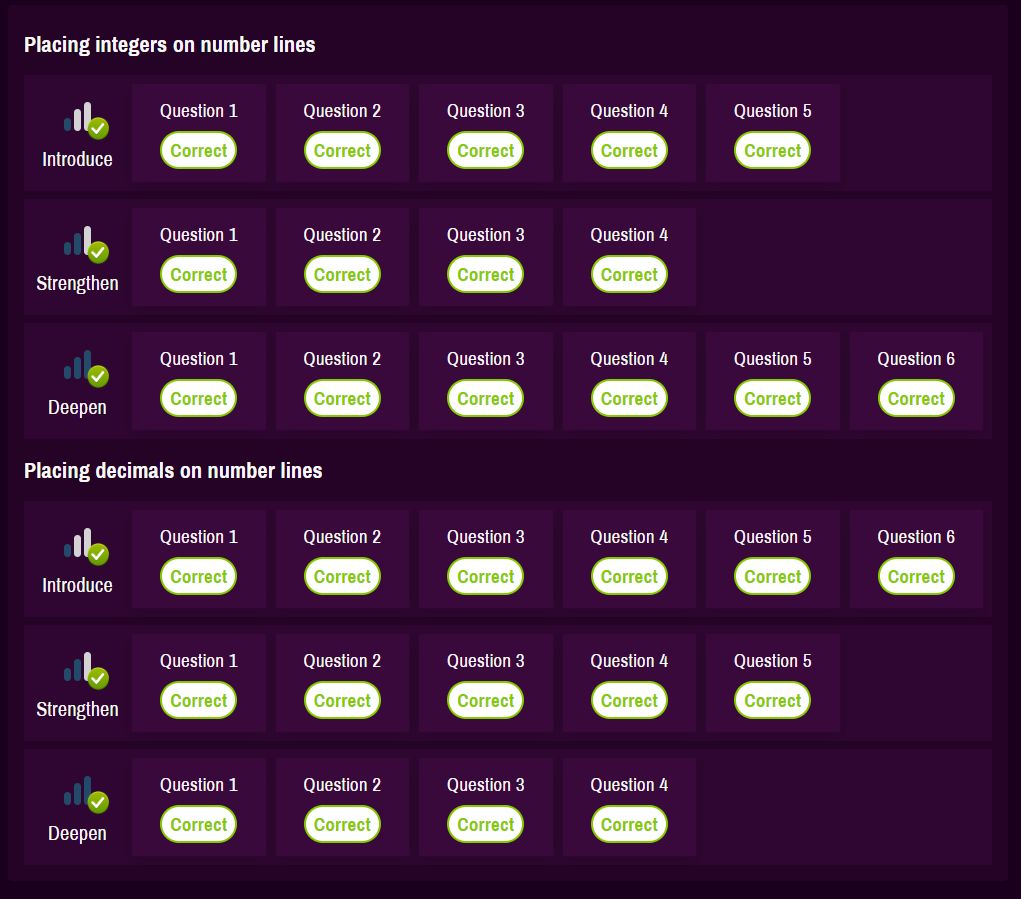 Placing integers on number lines
Question 1 Question 2 Question 3 Question 4 Question 5
Correct Correct Correct Correct Correct
Introduce
Question 1 Question 2 Question 3 Question 4
Correct Correct Correct Correct
Strengthen
Question 1 Question 2 Question 3 Question 4 Question 5 Question 6
Correct Correct Correct Correct Correct Correct
Deepen
Placing decimals on number lines
Question 1 Question 2 Question 3 Question 4 Question 5 Question 6
Correct Correct Correct Correct Correct Correct
Introduce
Question 1 Question 2 Question 3 Question 4 Question 5
Correct Correct Correct Correct Correct
Strengthen
Question 1 Question 2 Question 3 Question 4
Correct Correct Correct Correct
Deepen